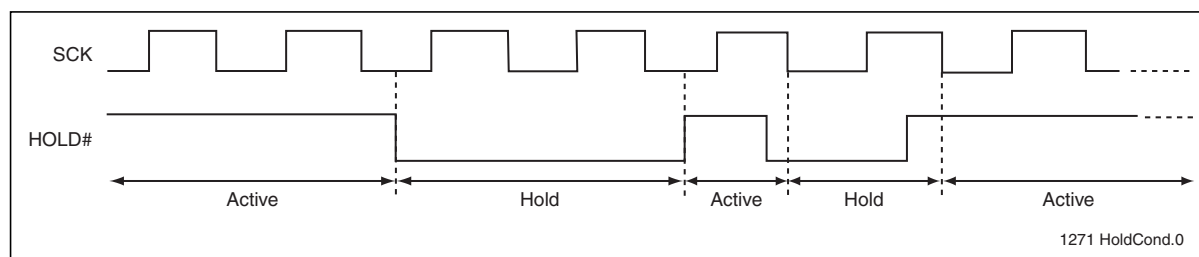 SCK
HOLD#
Active
Hold
Active
Hold
Active
1271 HoldCond.0